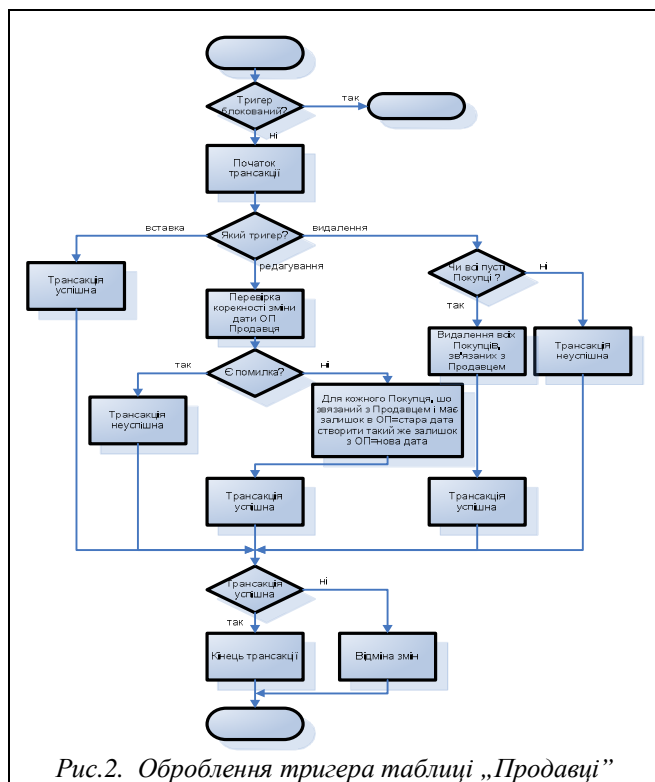 Тригер
блокований?
так
ні
Початок
трансакції
вставка
Який тригер?
видалення
редагування
Трансакція
успішна
Перевірка
корекності зміни
дати ОП
Продавця
Чи всі пусті
Покупці ?
ні
так
Видалення всіх
Покупців,
зв'язаних з
Продавцем
Трансакція
неуспішна
так
Є помилка?
ні
Трансакція
неуспішна
Для кожного Покупця, шо
звязаний з Продавцем і має
залишок в ОП=стара дата
створити такий же залишок
з ОП=нова дата
Трансакція
успішна
Трансакція
успішна
Трансакція
успішна
ні
так
Кінець трансакції
Відміна змін
Рис.2. Оброблення тригера таблиці „Продавці”